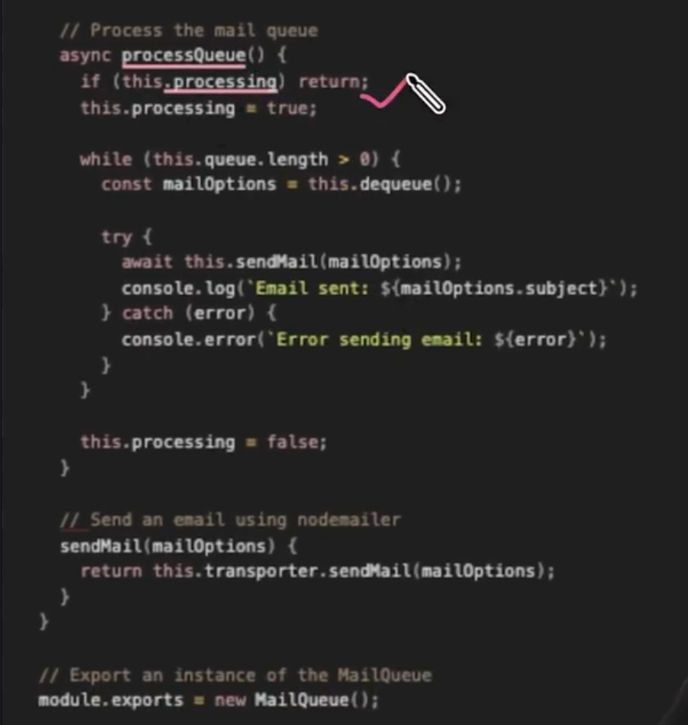 // Process the mail queue
async processQueue() {
if (this.processing) return;
this.processing = true;
while (this.queue.length > 0) {
const mailOptions = this.dequeue();
try {
await this.sendMail(mailOptions);
console.log(`Email sent: ${mailOptions.subject}`);
} catch (error) {
console.error(`Error sending email: ${error}`);
}
}
this.processing = false;
}
// Send an email using nodemailer
sendMail(mailOptions) {
return this.transporter.sendMail(mailOptions);
}
}
// Export an instance of the MailQueue
module.exports = new MailQueue();